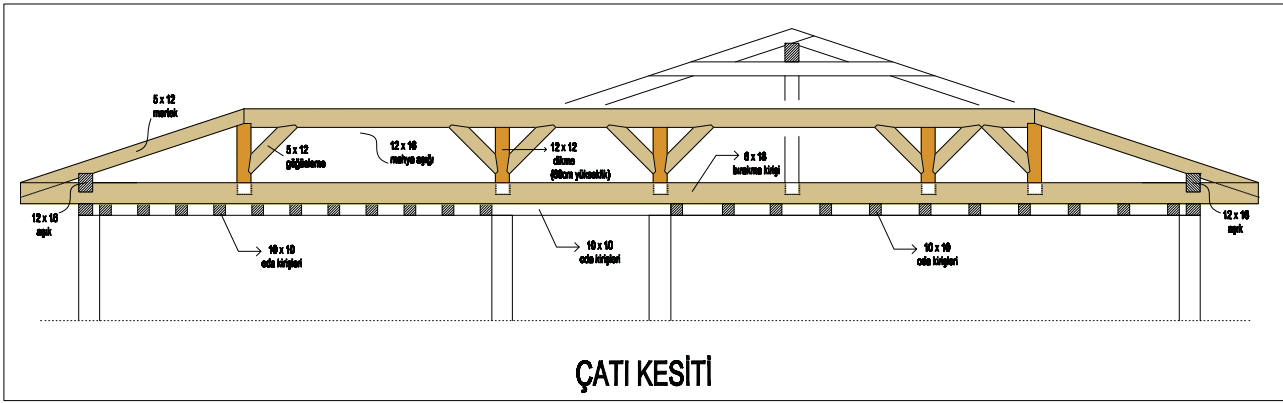 5 x 12
mertek
5 x 12
göğüsleme
12 x 16
mahya aşığı
12 x 12
dikme
(60cm yükseklik)
6 x 16
bırakma kirişi
12 x 16
aşık
12 x 16
aşık
10 x 10
oda kirişleri
10 x 10
oda kirişleri
10 x 10
oda kirişleri
ÇATI KESİTİ